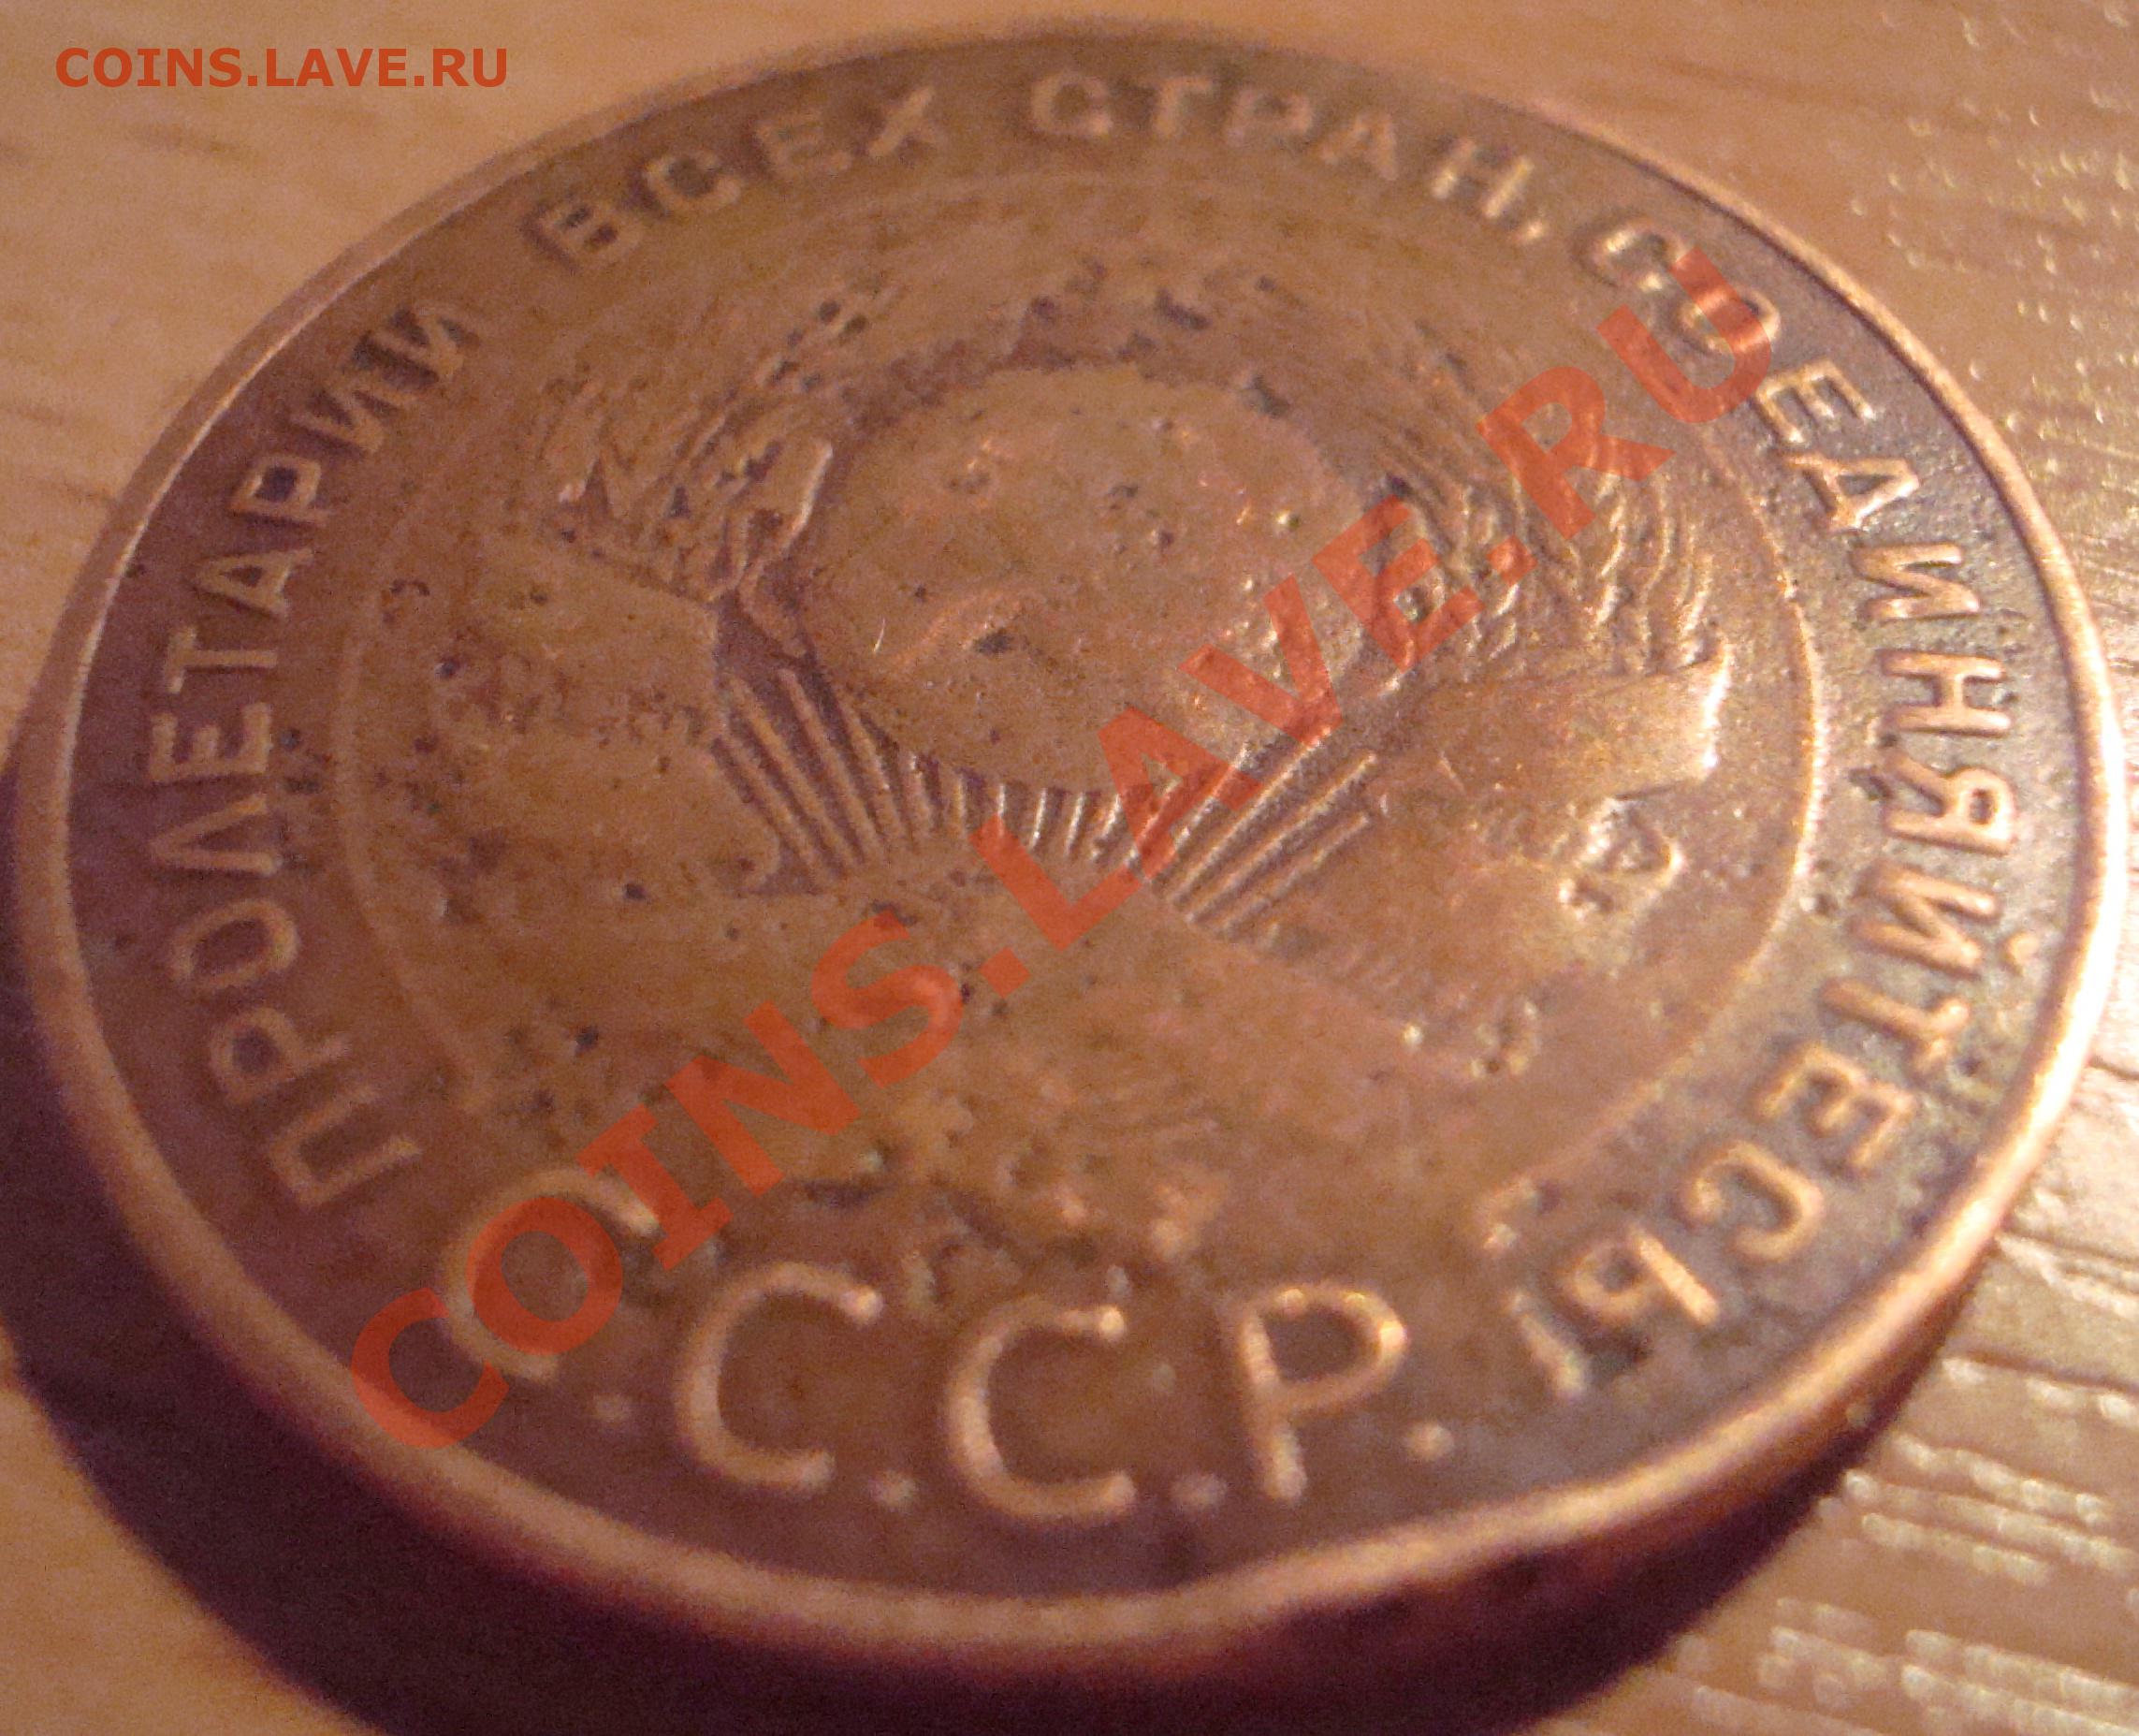 COINS.LAVE.RU
ПРОЛЕТАРИИ ВСЕХ СТРАН, СОЕДИНЯЙТЕСЬ!
С.С.С.Р.
COINS.LAVE.RU